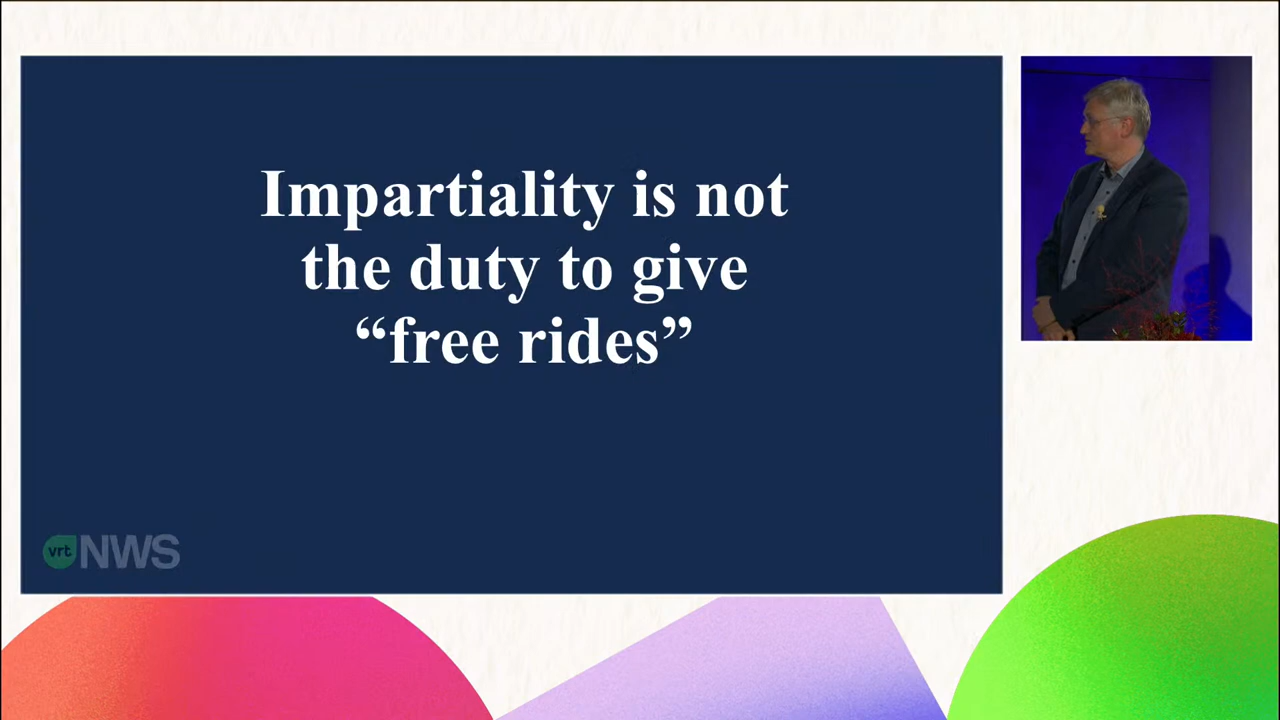 Impartiality is not
the duty to give
“free rides”
vrt NWS